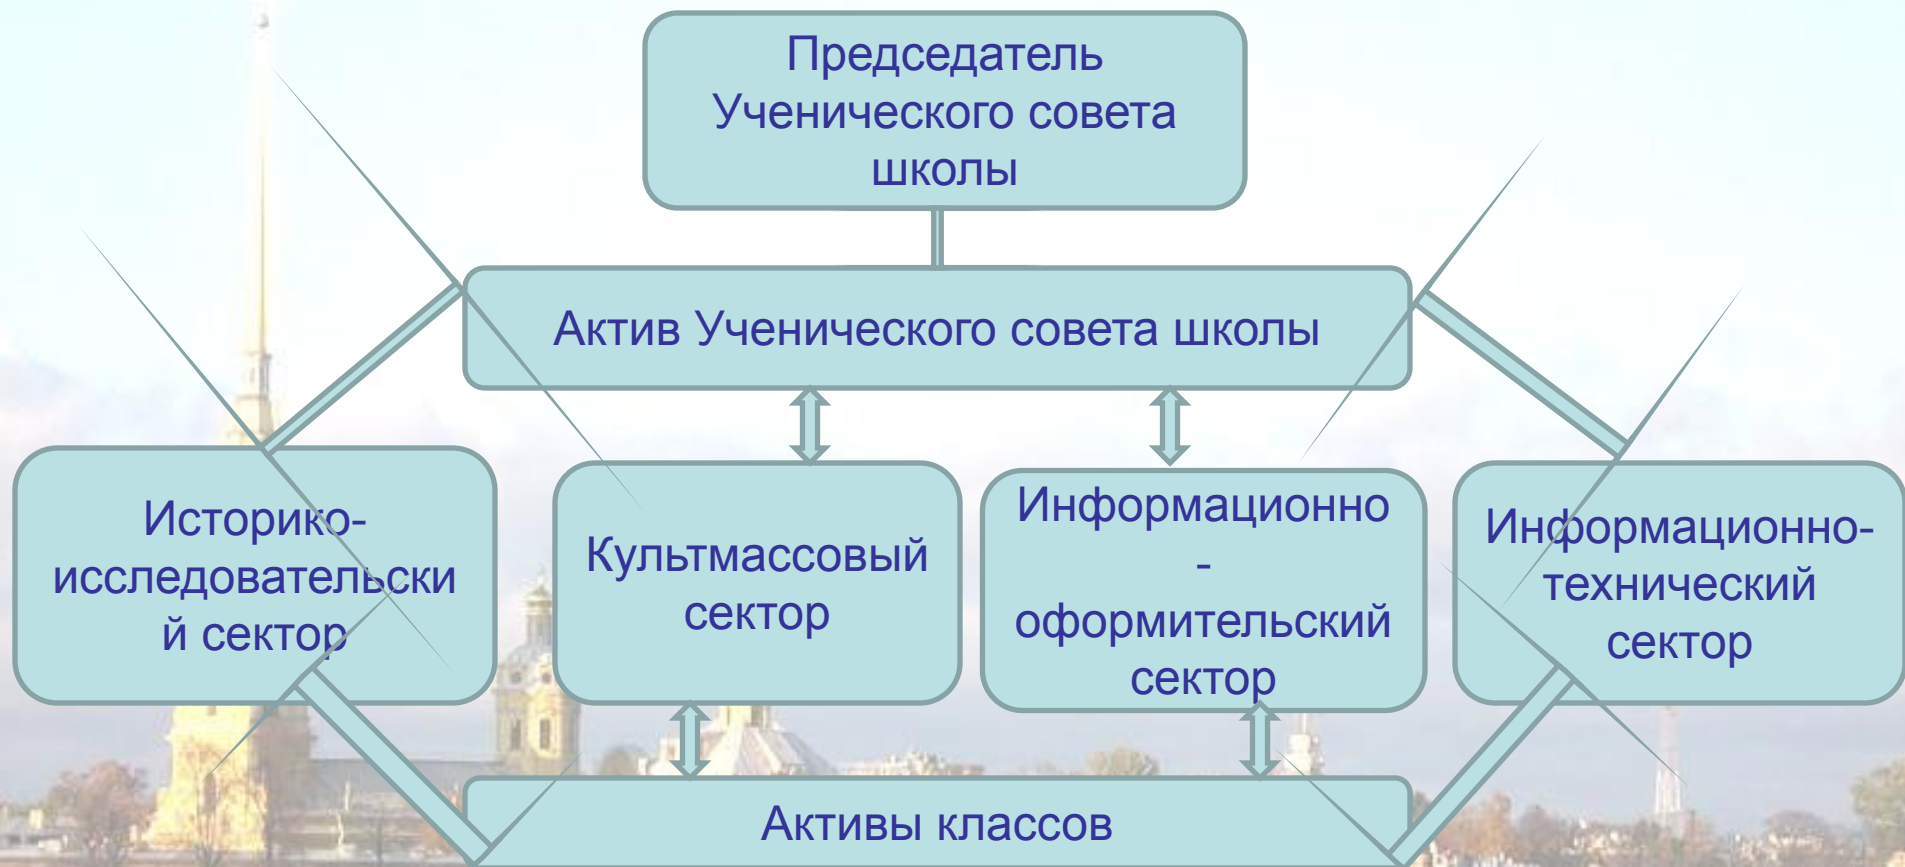 Председатель
Ученического совета
школы
Актив Ученического совета школы
Историко-
исследовательски
й сектор
Культмассовый
сектор
Информационно
-
оформительский
сектор
Информационно-
технический
сектор
Активы классов